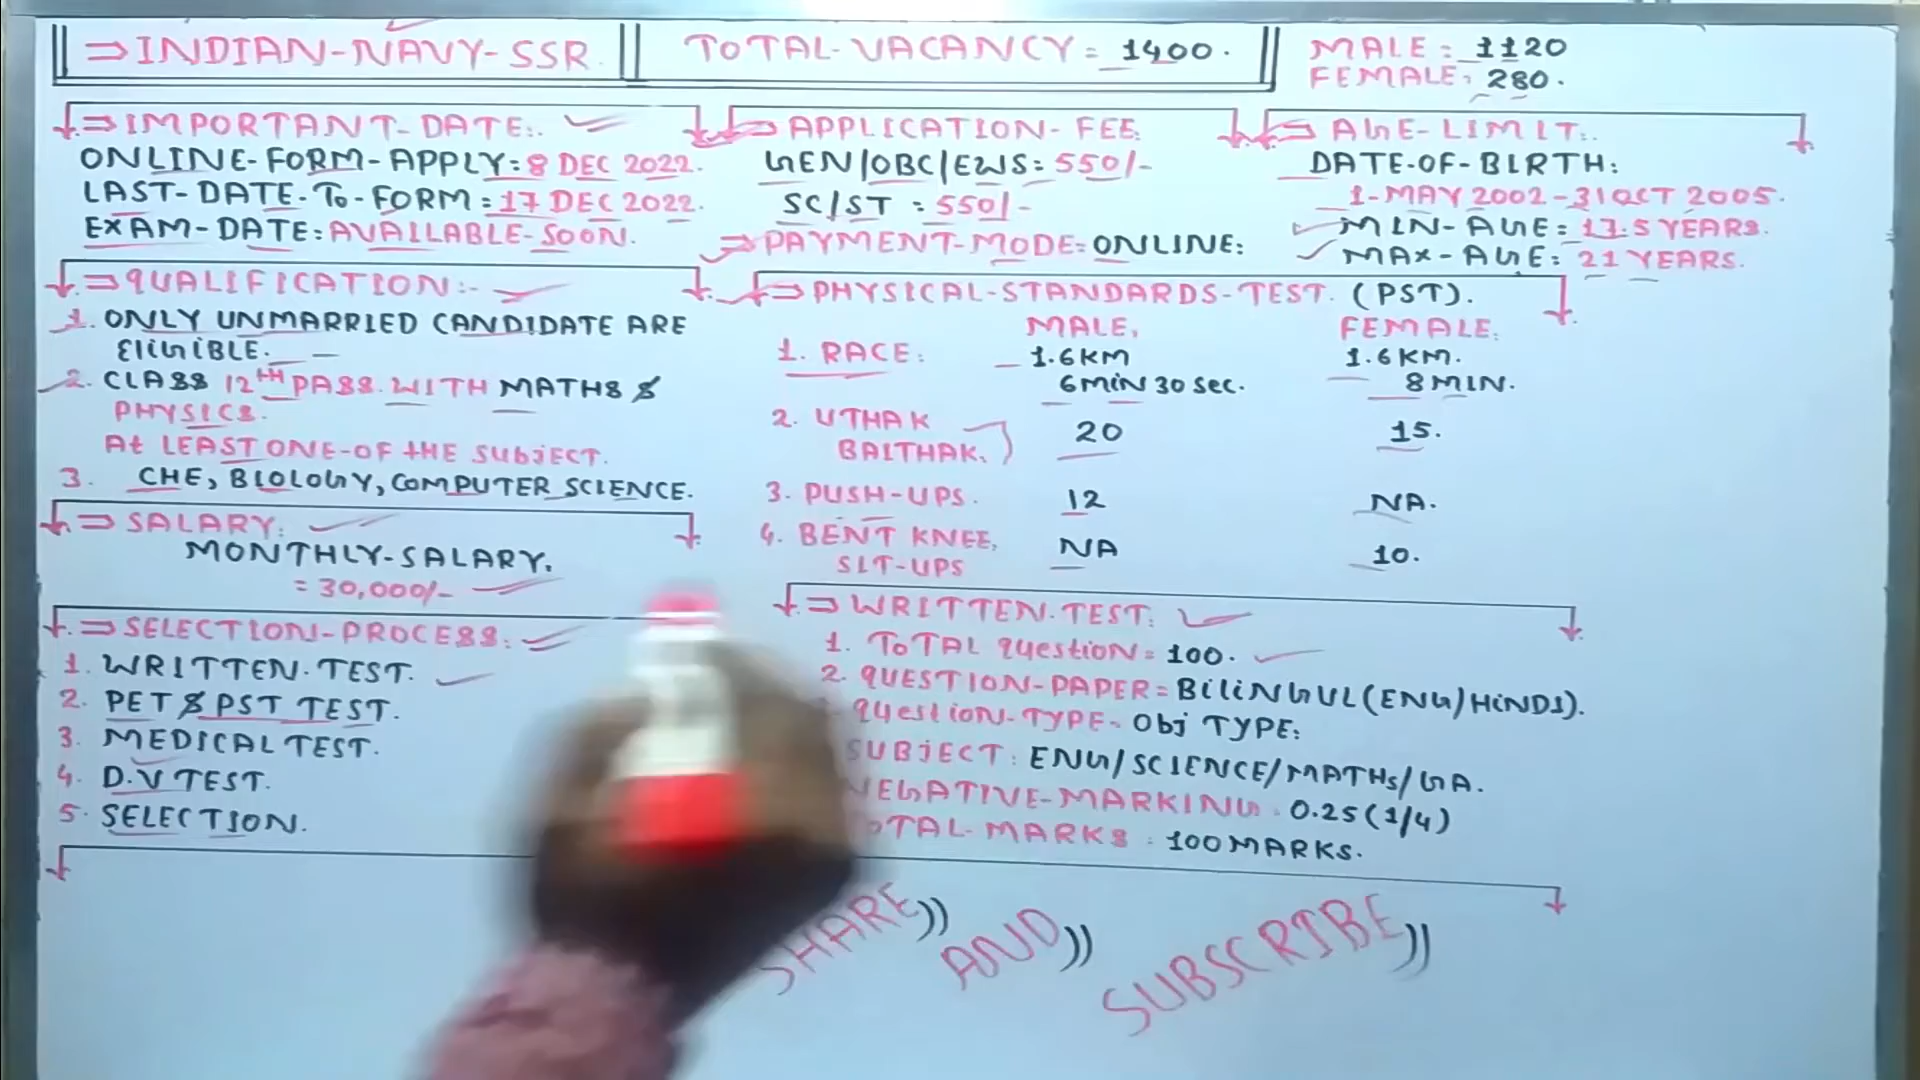 ⇒ INDIAN-NAVY-SSR.
TOTAL-VACANCY = 1400.
MALE = 1120
FEMALE = 280.
⇒ IMPORTANT-DATE:.
ONLINE-FORM-APPLY: 8 DEC 2022.
LAST-DATE-To-FORM = 17 DEC 2022.
EXAM-DATE: AVAILABLE-SOON.
⇒ APPLICATION-FEE:
GEN/OBC/EWS: 550/-
SC/ST : 550/-
⇒ PAYMENT-MODE: ONLINE:
⇒ AGE-LIMIT:.
DATE-OF-BIRTH:
1-MAY 2002-31 OCT 2005.
MIN-AGE: 17.5 YEARS.
MAX-AGE: 21 YEARS.
⇒ QUALIFICATION:-
1. ONLY UNMARRIED CANDIDATE ARE
EliGiBLE.
2. CLASS 12TH PASS. WITH MATHS &
PHYSICS.
At LEAST ONE-OF tHE SubJECT.
3. CHE, BIOLOGY, COMPUTER SCIENCE.
⇒ SALARY:
MONTHLY-SALARY.
= 30,000/-
⇒ SELECTION-PROCESS:
1. WRITTEN.TEST.
2. PET & PST TEST.
3. MEDICAL TEST.
4. D.V TEST.
5. SELECTION.
⇒ PHYSICAL-STANDARDS-TEST. (PST).
MALE, FEMALE:
1. RACE: 1.6KM 1.6KM.
6MiN 30 Sec. 8MIN.
2. UTHAK
BAITHAK. 20 15.
3. PUSH-UPS. 12 NA.
4. BENT KNEE,
SIT-UPS NA 10.
⇒ WRITTEN.TEST:
1. ToTAL question = 100.
2. QUESTION-PAPER = BiliNGUL (ENG/HiNDI).
question-TYPE- Obj TYPE:
SUBJECT: ENG/SCIENCE/MATHs/GA.
NEGATIVE-MARKING: 0.25 (1/4)
TOTAL-MARKS : 100 MARKS.
SHARE))
AND))
SUBSCRIBE))